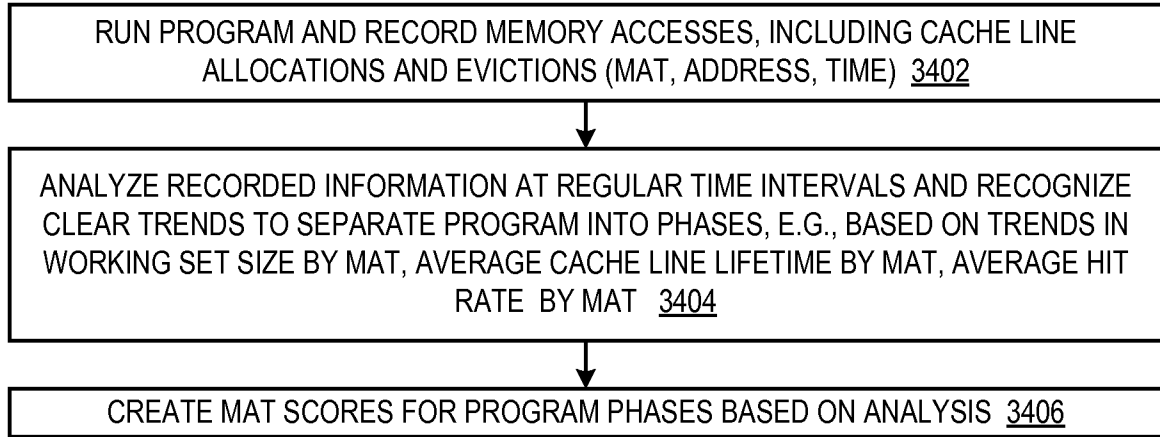 RUN PROGRAM AND RECORD MEMORY ACCESSES, INCLUDING CACHE LINE
ALLOCATIONS AND EVICTIONS (MAT, ADDRESS, TIME) 3402
ANALYZE RECORDED INFORMATION AT REGULAR TIME INTERVALS AND RECOGNIZE
CLEAR TRENDS TO SEPARATE PROGRAM INTO PHASES, E.G., BASED ON TRENDS IN
WORKING SET SIZE BY MAT, AVERAGE CACHE LINE LIFETIME BY MAT, AVERAGE HIT
RATE BY MAT 3404
CREATE MAT SCORES FOR PROGRAM PHASES BASED ON ANALYSIS 3406